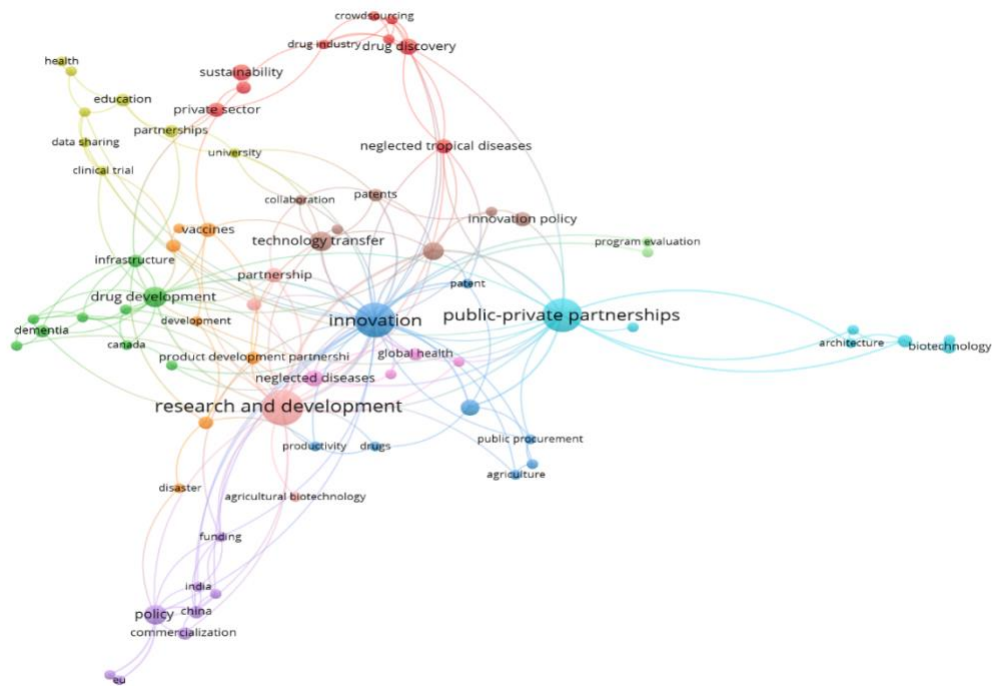 crowdsourcing
drug industry
drug discovery
health
sustainability
education
private sector
partnerships
data sharing
university
neglected tropical diseases
clinical trial
collaboration
patents
innovation policy
vaccines
technology transfer
program evaluation
infrastructure
partnership
patent
drug development
development
innovation
public-private partnerships
dementia
canada
architecture
biotechnology
product development partnershi
global health
neglected diseases
research and development
productivity
drugs
public procurement
agriculture
disaster
agricultural biotechnology
funding
india
policy
china
commercialization
eu